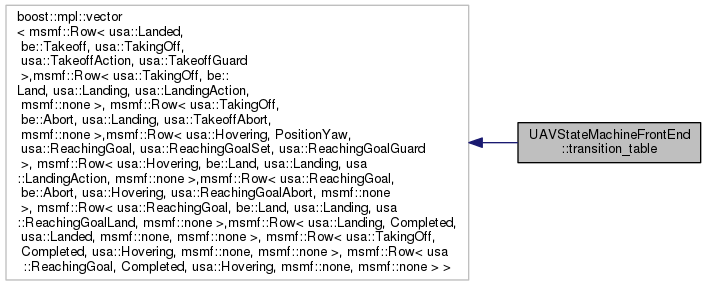 boost::mpl::vector
< msmf::Row< usa::Landed,
be::Takeoff, usa::TakingOff,
usa::TakeoffAction, usa::TakeoffGuard
>,msmf::Row< usa::TakingOff, be::
Land, usa::Landing, usa::LandingAction,
msmf::none >, msmf::Row< usa::TakingOff,
be::Abort, usa::Landing, usa::TakeoffAbort,
msmf::none >,msmf::Row< usa::Hovering, PositionYaw,
usa::ReachingGoal, usa::ReachingGoalSet, usa::ReachingGoalGuard
>, msmf::Row< usa::Hovering, be::Land, usa::Landing, usa
::LandingAction, msmf::none >,msmf::Row< usa::ReachingGoal,
be::Abort, usa::Hovering, usa::ReachingGoalAbort, msmf::none
>, msmf::Row< usa::ReachingGoal, be::Land, usa::Landing, usa
::ReachingGoalLand, msmf::none >,msmf::Row< usa::Landing, Completed,
usa::Landed, msmf::none, msmf::none >, msmf::Row< usa::TakingOff,
Completed, usa::Hovering, msmf::none, msmf::none >, msmf::Row< usa
::ReachingGoal, Completed, usa::Hovering, msmf::none, msmf::none > >
UAVStateMachineFrontEnd
::transition_table